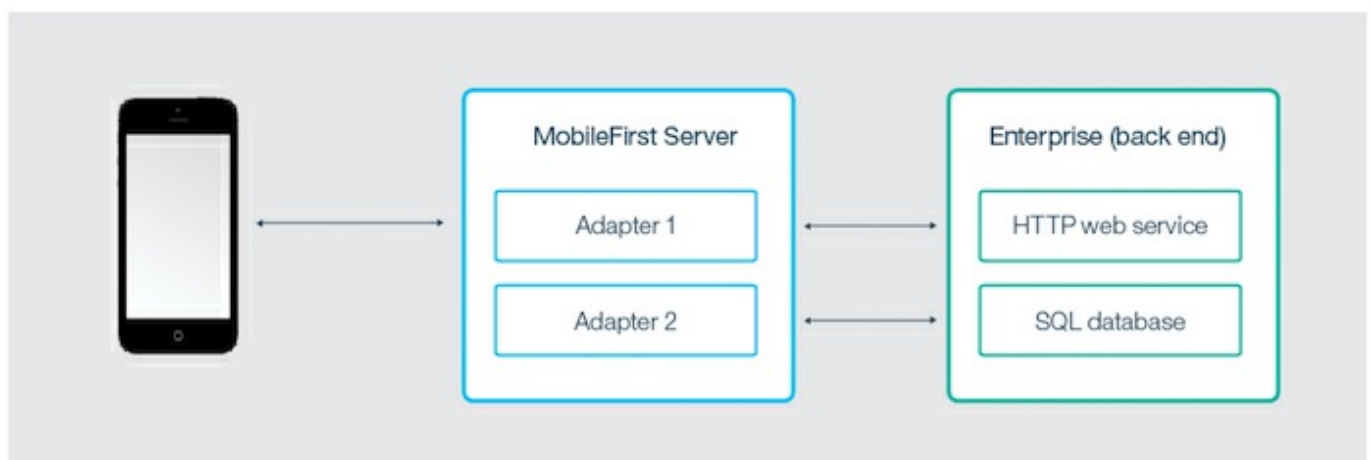 MobileFirst Server
Adapter 1
Adapter 2
Enterprise (back end)
HTTP web service
SQL database